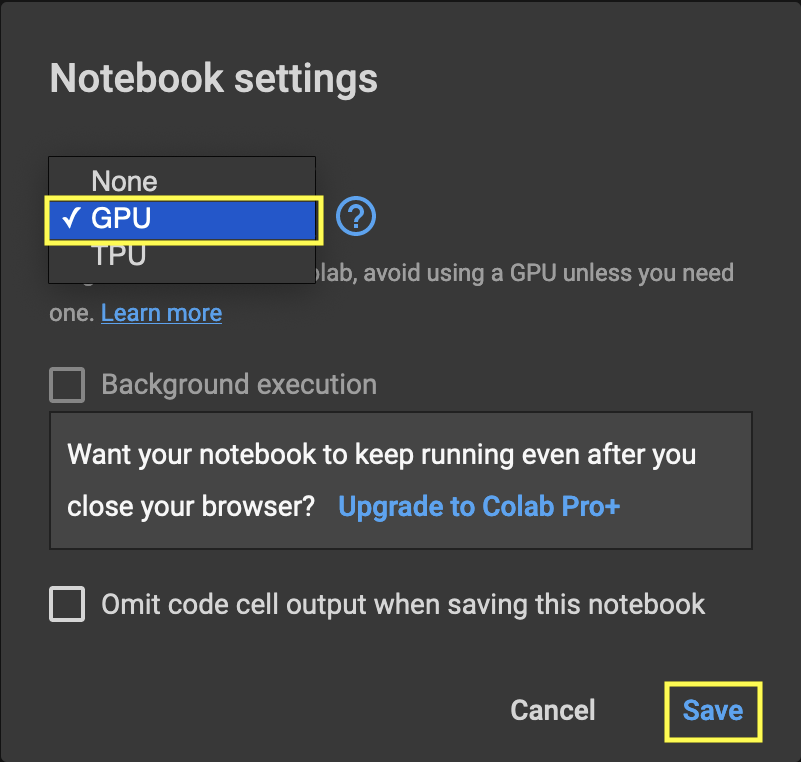 Notebook settings
None
✓ GPU
TPU
olab, avoid using a GPU unless you need
one. Learn more
Background execution
Want your notebook to keep running even after you
close your browser? Upgrade to Colab Pro+
Omit code cell output when saving this notebook
Cancel Save